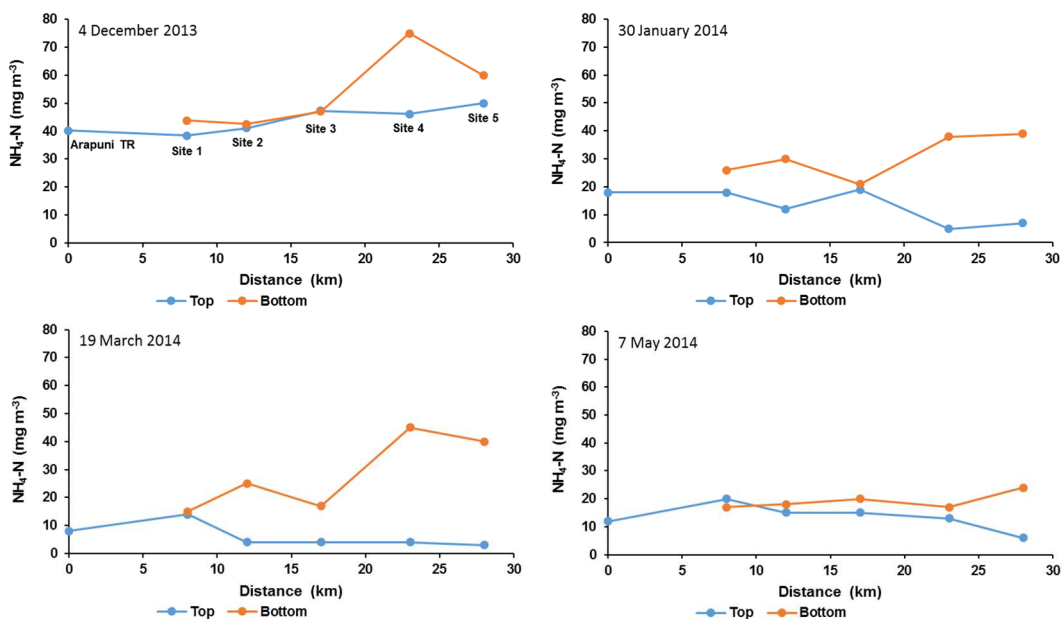 4 December 2013
80
70
60
50
40
30
20
10
0
NH₄-N (mg m⁻³)
Arapuni TR
Site 1
Site 2
Site 3
Site 4
Site 5
0 5 10 15 20 25 30
Distance (km)
Top Bottom
30 January 2014
80
70
60
50
40
30
20
10
0
NH₄-N (mg m⁻³)
0 5 10 15 20 25 30
Distance (km)
Top Bottom
19 March 2014
80
70
60
50
40
30
20
10
0
NH₄-N (mg m⁻³)
0 5 10 15 20 25 30
Distance (km)
Top Bottom
7 May 2014
80
70
60
50
40
30
20
10
0
NH₄-N (mg m⁻³)
0 5 10 15 20 25 30
Distance (km)
Top Bottom